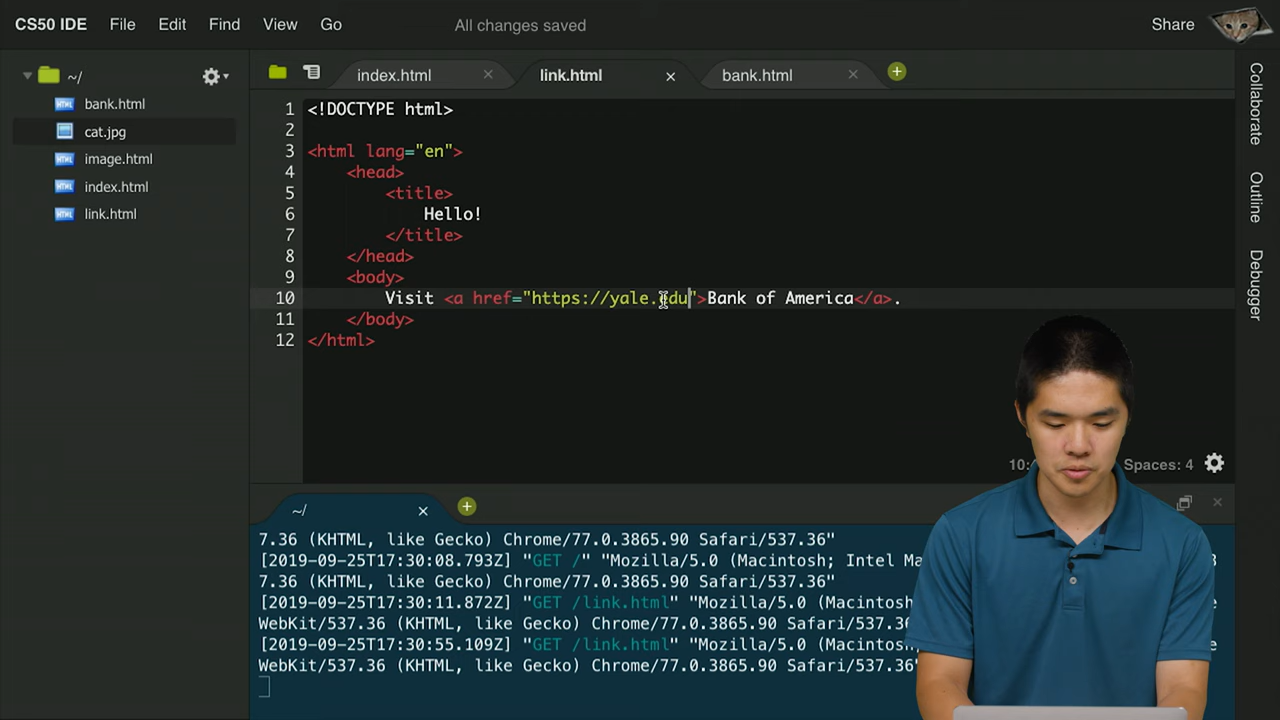 CS50 IDE File Edit Find View Go All changes saved Share
~/
bank.html
cat.jpg
image.html
index.html
link.html
index.html link.html bank.html
1 <!DOCTYPE html>
2
3 <html lang="en">
4 <head>
5 <title>
6 Hello!
7 </title>
8 </head>
9 <body>
10 Visit <a href="https://yale.edu">Bank of America</a>.
11 </body>
12 </html>
10: Spaces: 4
Collaborate
Outline
Debugger
~/
7.36 (KHTML, like Gecko) Chrome/77.0.3865.90 Safari/537.36"
[2019-09-25T17:30:08.793Z] "GET /" "Mozilla/5.0 (Macintosh; Intel Ma
7.36 (KHTML, like Gecko) Chrome/77.0.3865.90 Safari/537.36"
[2019-09-25T17:30:11.872Z] "GET /link.html" "Mozilla/5.0 (Macintosh
WebKit/537.36 (KHTML, like Gecko) Chrome/77.0.3865.90 Safari/537.36
[2019-09-25T17:30:55.109Z] "GET /link.html" "Mozilla/5.0 (Macintosh
WebKit/537.36 (KHTML, like Gecko) Chrome/77.0.3865.90 Safari/537.36"